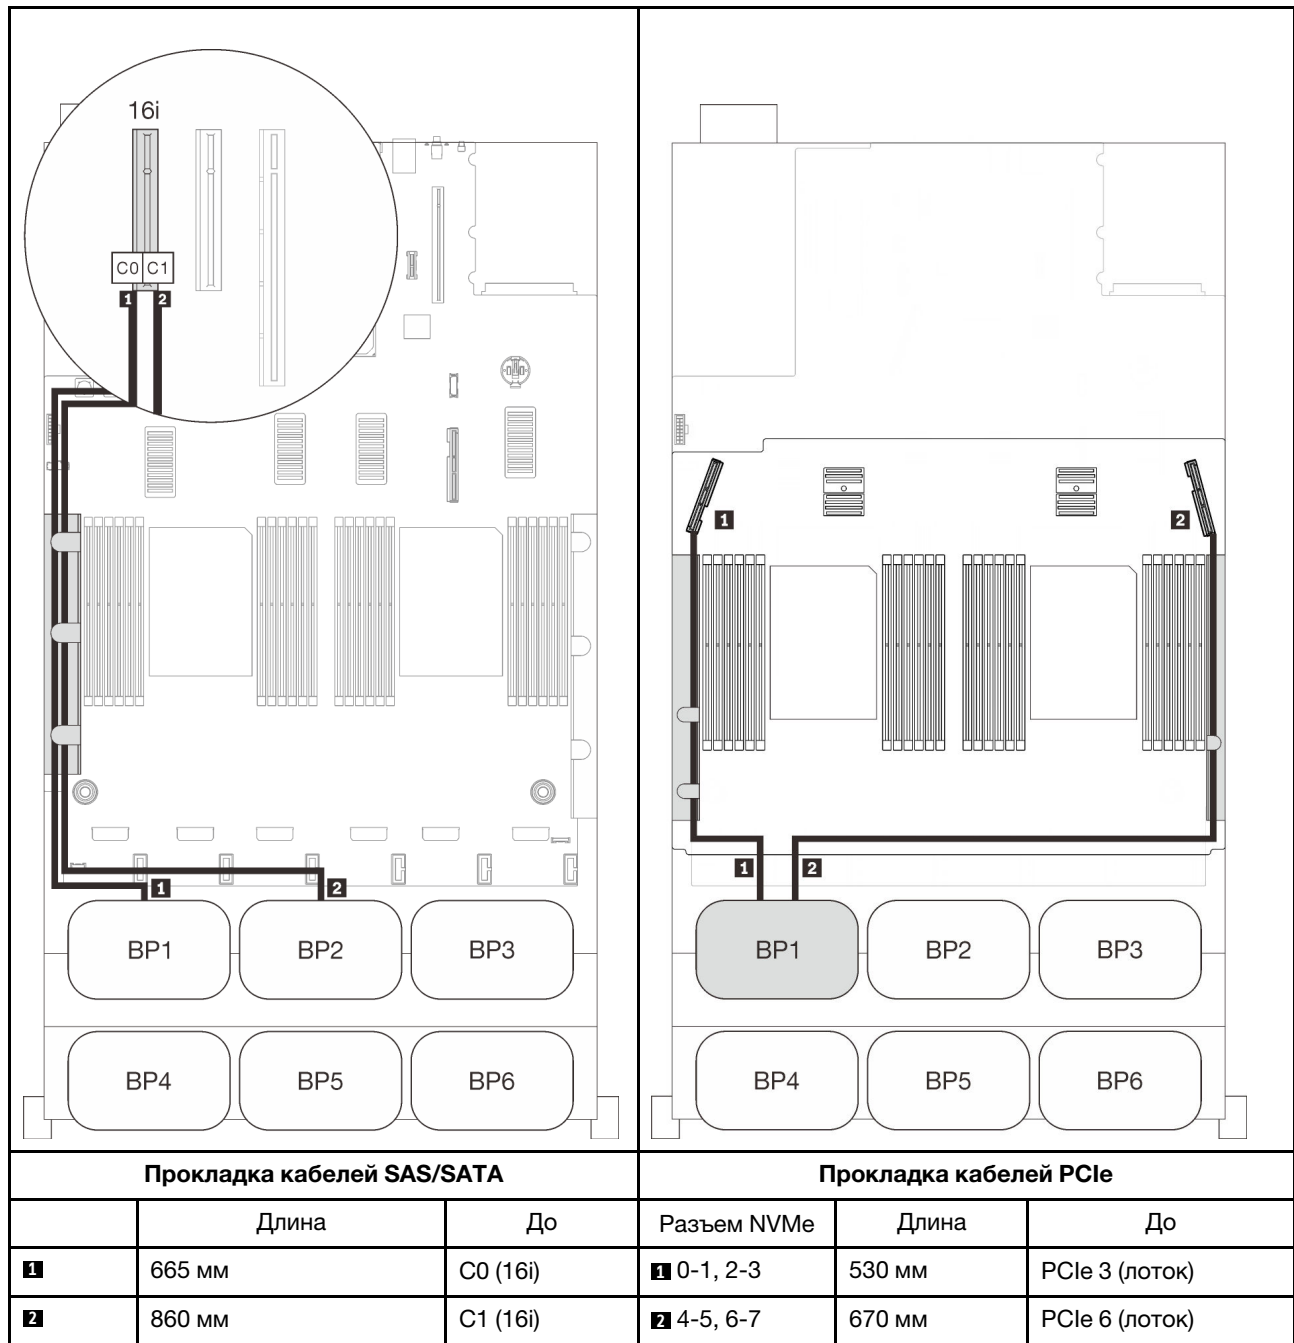 16i
C0 C1
1 2
1 2
1 2
BP1 BP2 BP3
BP4 BP5 BP6
1 2
BP1 BP2 BP3
BP4 BP5 BP6
Прокладка кабелей SAS/SATA
Прокладка кабелей PCIe
Длина До Разъем NVMe Длина До
1 665 мм C0 (16i) 1 0-1, 2-3 530 мм PCIe 3 (лоток)
2 860 мм C1 (16i) 2 4-5, 6-7 670 мм PCIe 6 (лоток)